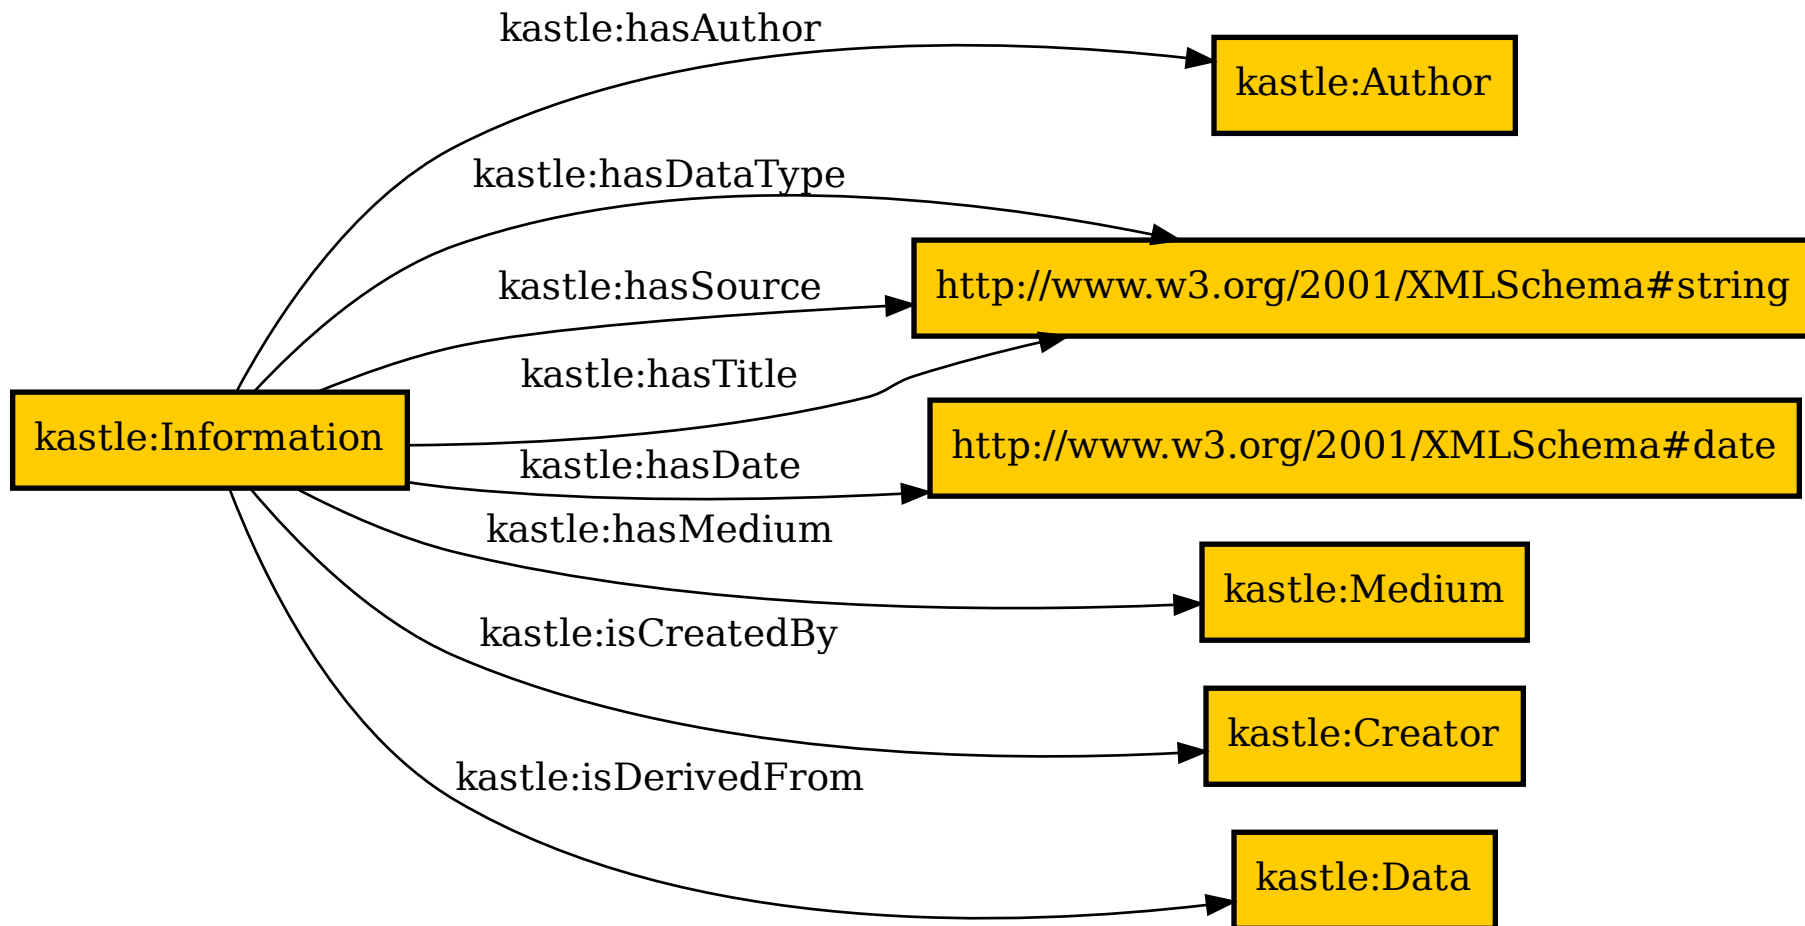 kastle:hasAuthor
kastle:Author
kastle:hasDataType
kastle:hasSource
http://www.w3.org/2001/XMLSchema#string
kastle:hasTitle
kastle:Information
kastle:hasDate
http://www.w3.org/2001/XMLSchema#date
kastle:hasMedium
kastle:Medium
kastle:isCreatedBy
kastle:Creator
kastle:isDerivedFrom
kastle:Data